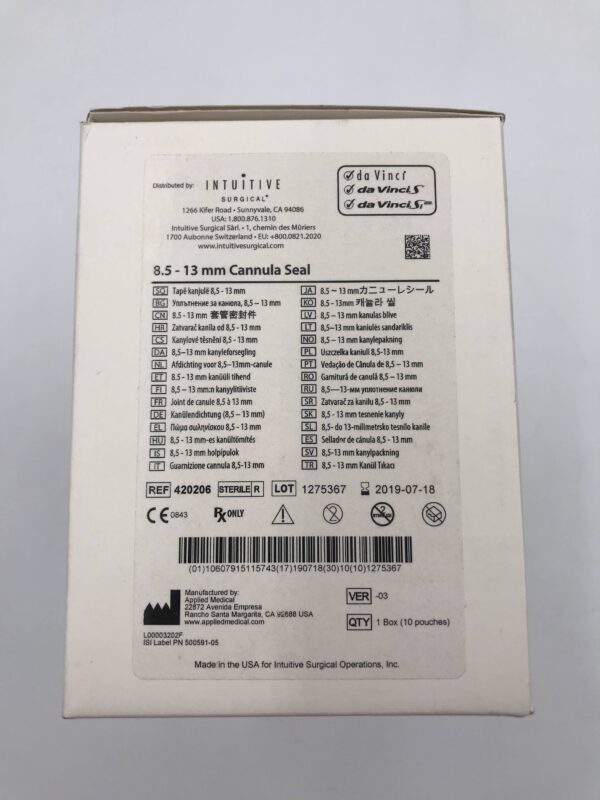 Distributed by: INTUITIVE
SURGICAL®
1266 Kifer Road • Sunnyvale, CA 94086
USA: 1.800.876.1310
Intuitive Surgical Sàrl. • 1, chemin des Mûriers
1700 Aubonne Switzerland • EU: +800.0821.2020
www.intuitivesurgical.com
da Vinci
da Vinci S
da Vinci Si
8.5 - 13 mm Cannula Seal
SQ Tapë kanjulë 8,5 - 13 mm
BG Уплътнение за канюла, 8,5 – 13 mm
CN 8.5 - 13 mm 套管密封件
HR Zatvarač kanila od 8,5 - 13 mm
CS Kanylové těsnění 8,5 - 13 mm
DA 8,5–13 mm kanyleforsegling
NL Afdichting voor 8,5–13mm-canule
ET 8,5 - 13 mm kanüüli tihend
FI 8,5 – 13 mm:n kanyylitiiviste
FR Joint de canule 8,5 à 13 mm
DE Kanülendichtung (8,5 – 13 mm)
EL Πώμα σωληνίσκου 8,5 - 13 mm
HU 8,5 - 13 mm-es kanültömítés
IS 8,5 - 13 mm holpípulok
IT Guarnizione cannula 8,5-13 mm
JA 8.5 ~ 13 mmカニューレシール
KO 8.5 - 13mm 캐뉼라 씰
LV 8,5 – 13 mm kanulas blīve
LT 8,5–13 mm kaniulės sandariklis
NO 8,5 - 13 mm kanylepakning
PL Uszczelka kaniuli 8,5-13 mm
PT Vedação de Cânula de 8,5 – 13 mm
RO Garnitură de canulă 8,5 – 13 mm
RU 8,5—13-мм уплотнение канюли
SR Zatvarač za kanilu 8,5 - 13 mm
SK 8,5 - 13 mm tesnenie kanyly
SL 8,5- do 13-milimetrsko tesnilo kanile
ES Sellador de cánula 8,5 - 13 mm
SV 8,5 – 13 mm kanylpackning
TR 8,5 - 13 mm Kanül Tıkacı
REF 420206 STERILE R LOT 1275367 2019-07-18
CE 0843 Rx ONLY 2 2 STERILIZE
(01)10607915115743(17)190718(30)10(10)1275367
Manufactured by:
Applied Medical
22872 Avenida Empresa
Rancho Santa Margarita, CA 92688 USA
www.appliedmedical.com
VER -03
QTY 1 Box (10 pouches)
L00003202F
ISI Label PN 500591-05
Made in the USA for Intuitive Surgical Operations, Inc.